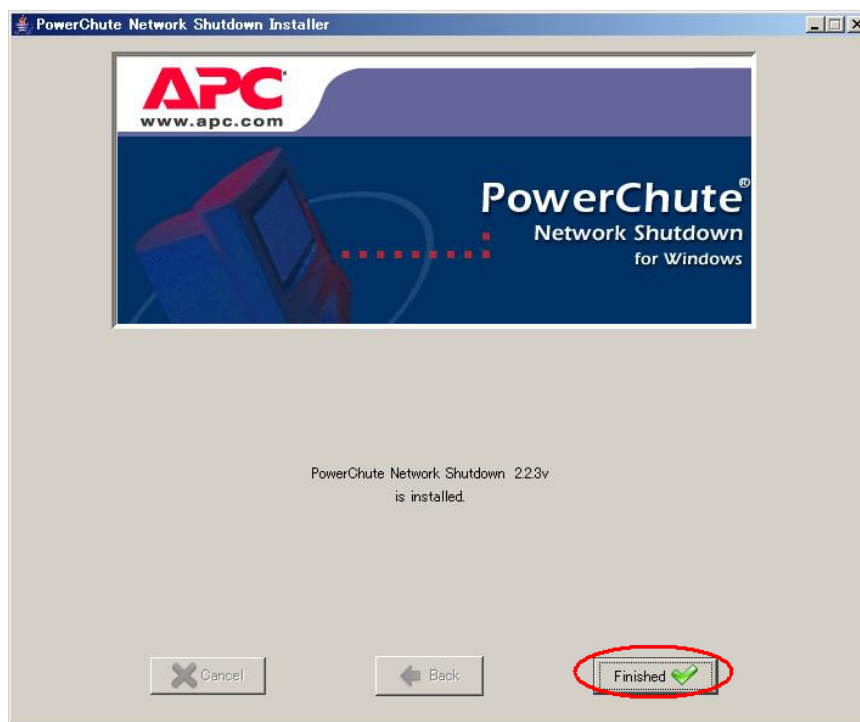 PowerChute Network Shutdown Installer
APC
www.apc.com
PowerChute®
Network Shutdown
for Windows
PowerChute Network Shutdown 2.2.3v
is installed.
Cancel
Back
Finished